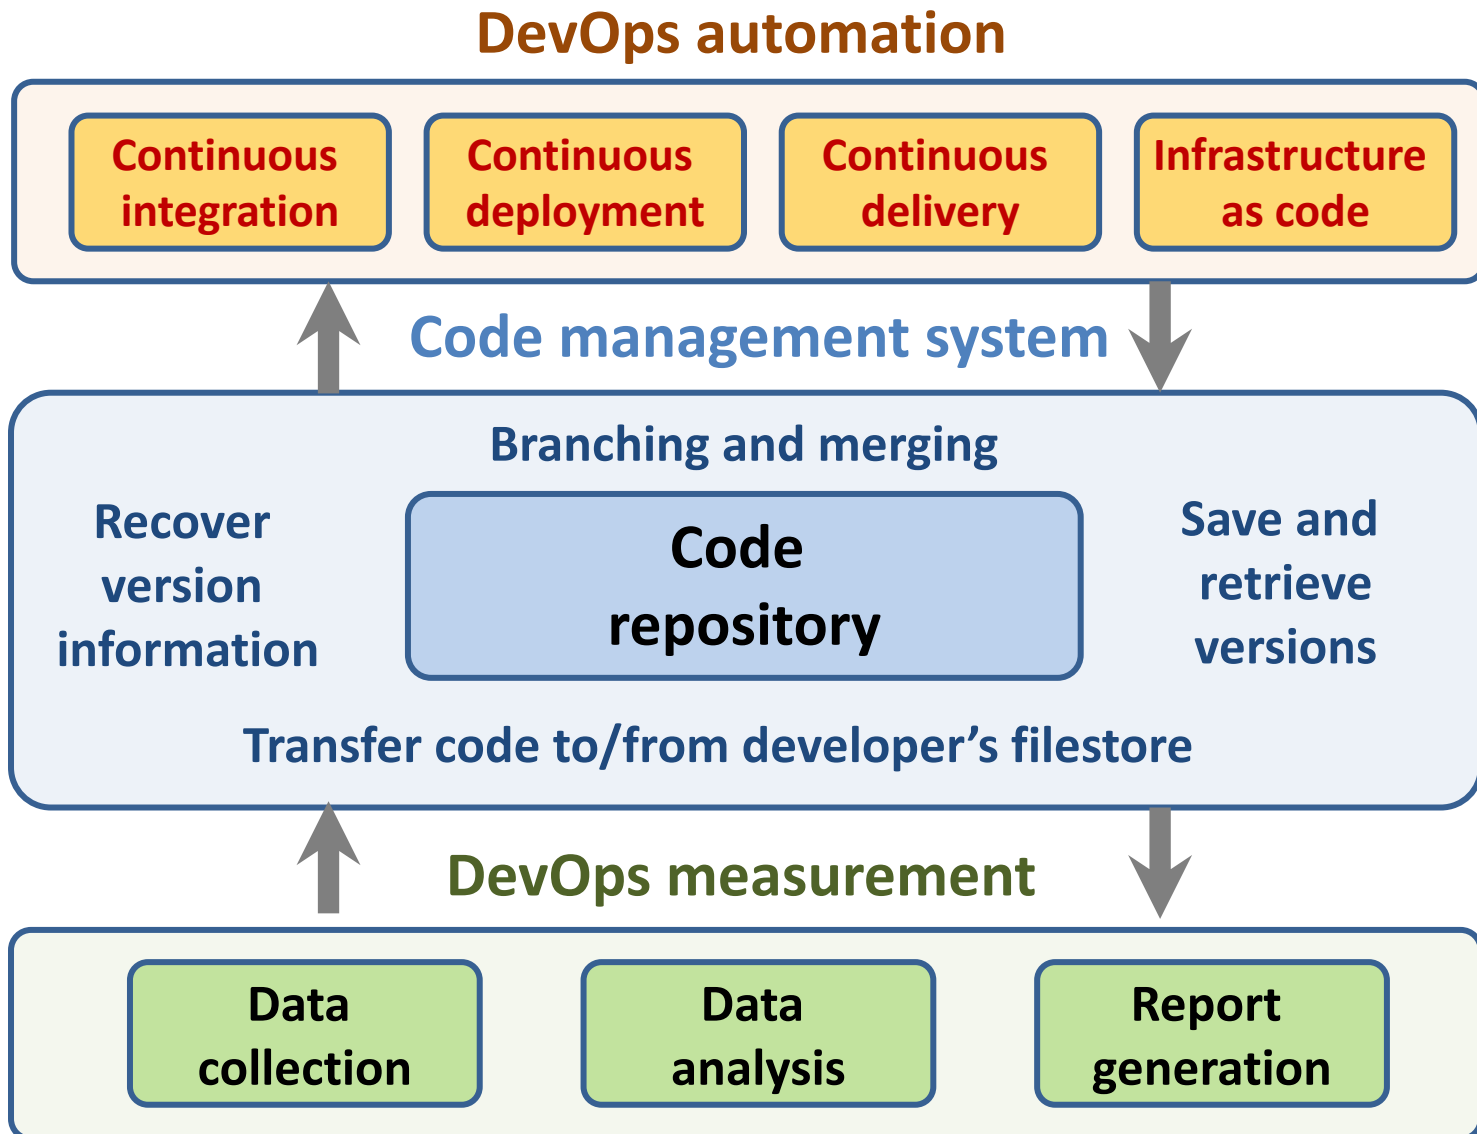 DevOps automation
Continuous
integration
Continuous
deployment
Continuous
delivery
Infrastructure
as code
Code management system
Branching and merging
Recover
version
information
Code
repository
Save and
retrieve
versions
Transfer code to/from developer’s filestore
DevOps measurement
Data
collection
Data
analysis
Report
generation